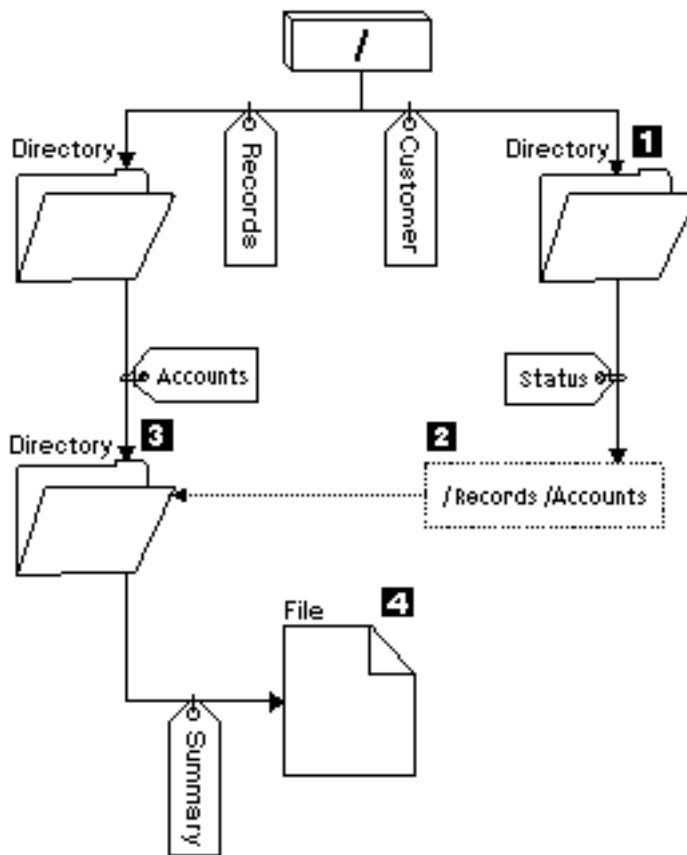 /
Directory
Records
Customer
Directory
1
Accounts
Status
Directory
3
2
/Records /Accounts
File
4
Summary